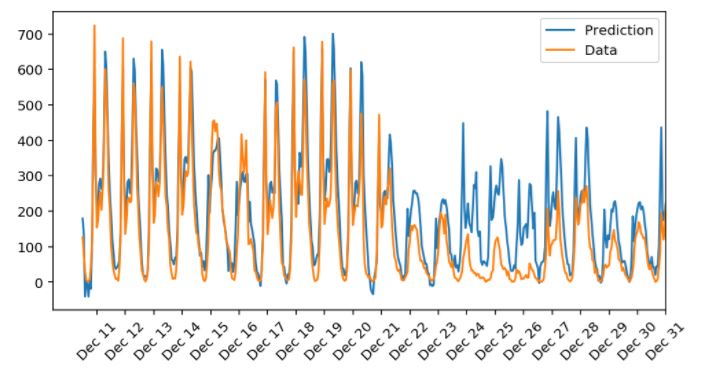 700
600
500
400
300
200
100
0
Prediction
Data
Dec 11
Dec 12
Dec 13
Dec 14
Dec 15
Dec 16
Dec 17
Dec 18
Dec 19
Dec 20
Dec 21
Dec 22
Dec 23
Dec 24
Dec 25
Dec 26
Dec 27
Dec 28
Dec 29
Dec 30
Dec 31